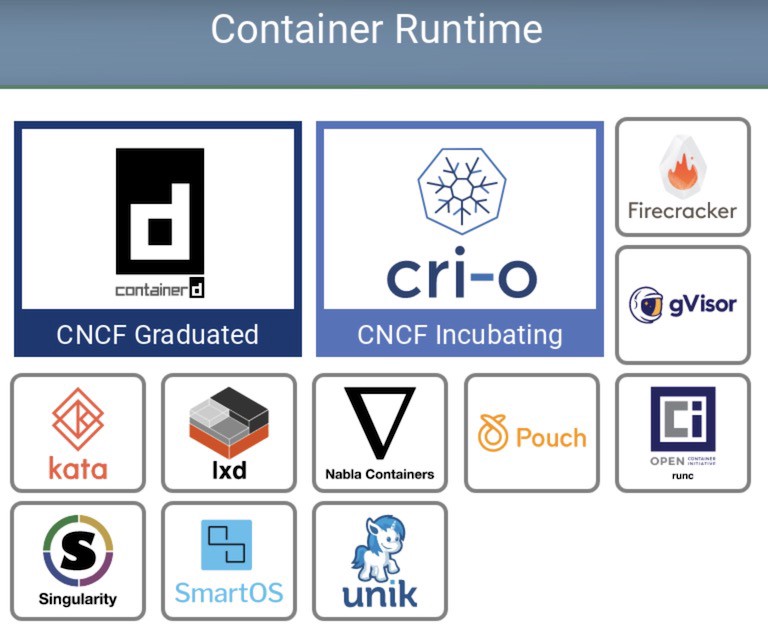 Container Runtime
d
containerd
CNCF Graduated
cri-o
CNCF Incubating
Firecracker
gVisor
kata
lxd
Nabla Containers
Pouch
Ci
OPEN CONTAINER INITIATIVE
runc
S
Singularity
SmartOS
unik